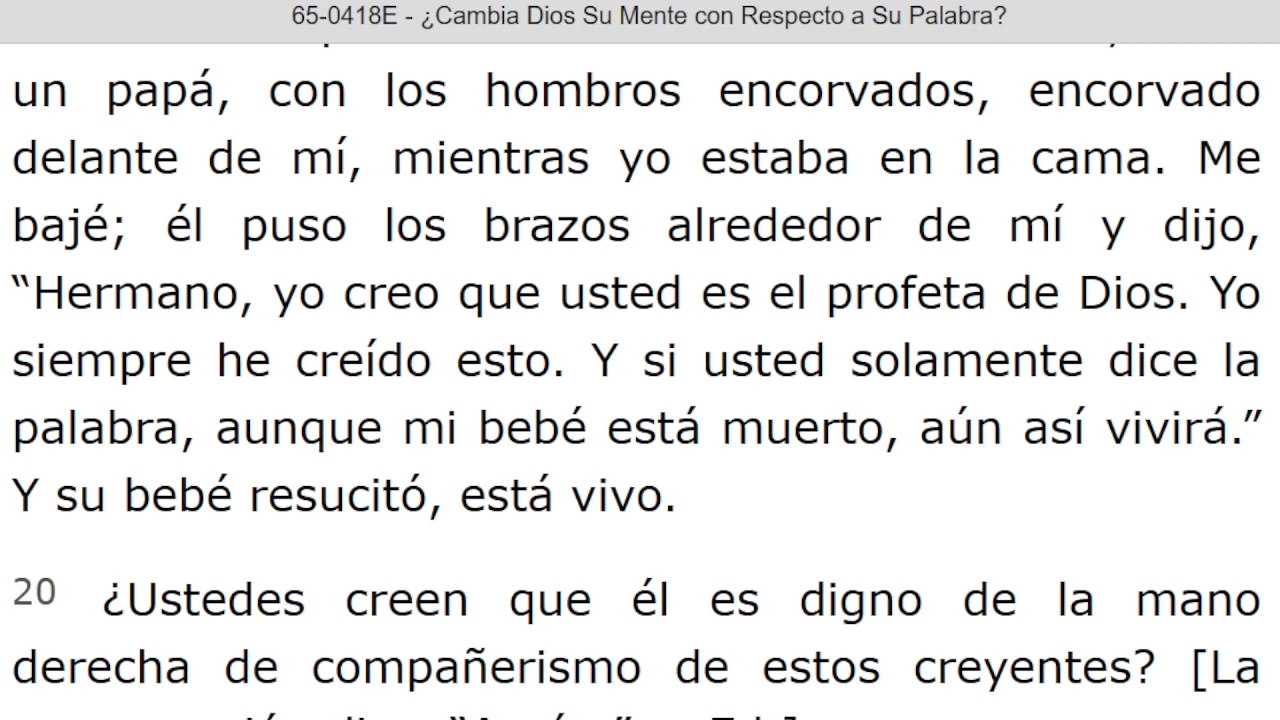 65-0418E - ¿Cambia Dios Su Mente con Respecto a Su Palabra?
un papá, con los hombros encorvados, encorvado
delante de mí, mientras yo estaba en la cama. Me
bajé; él puso los brazos alrededor de mí y dijo,
“Hermano, yo creo que usted es el profeta de Dios. Yo
siempre he creído esto. Y si usted solamente dice la
palabra, aunque mi bebé está muerto, aún así vivirá.”
Y su bebé resucitó, está vivo.
20 ¿Ustedes creen que él es digno de la mano
derecha de compañerismo de estos creyentes? [La